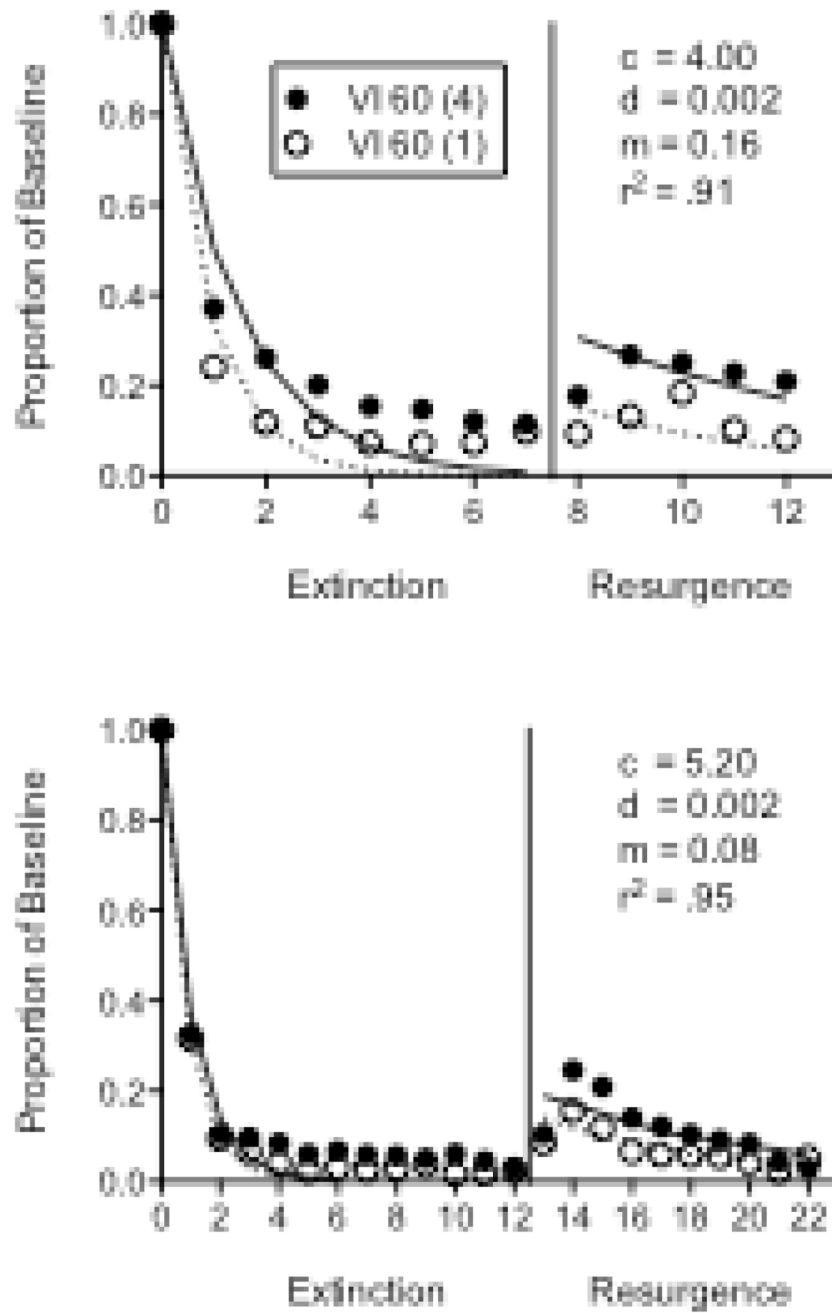 Proportion of Baseline
1.0
0.8
0.6
0.4
0.2
0.0
VI 60 (4)
VI 60 (1)
c = 4.00
d = 0.002
m = 0.16
r² = .91
0 2 4 6 8 10 12
Extinction Resurgence
Proportion of Baseline
1.0
0.8
0.6
0.4
0.2
0.0
c = 5.20
d = 0.002
m = 0.08
r² = .95
0 2 4 6 8 10 12 14 16 18 20 22
Extinction Resurgence